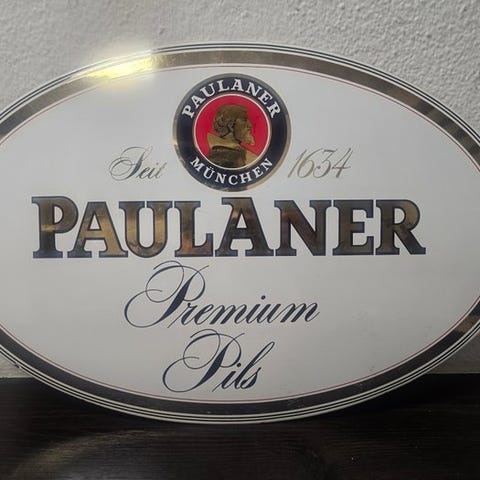 PAULANER
MÜNCHEN
Seit 1634
PAULANER
Premium
Pils